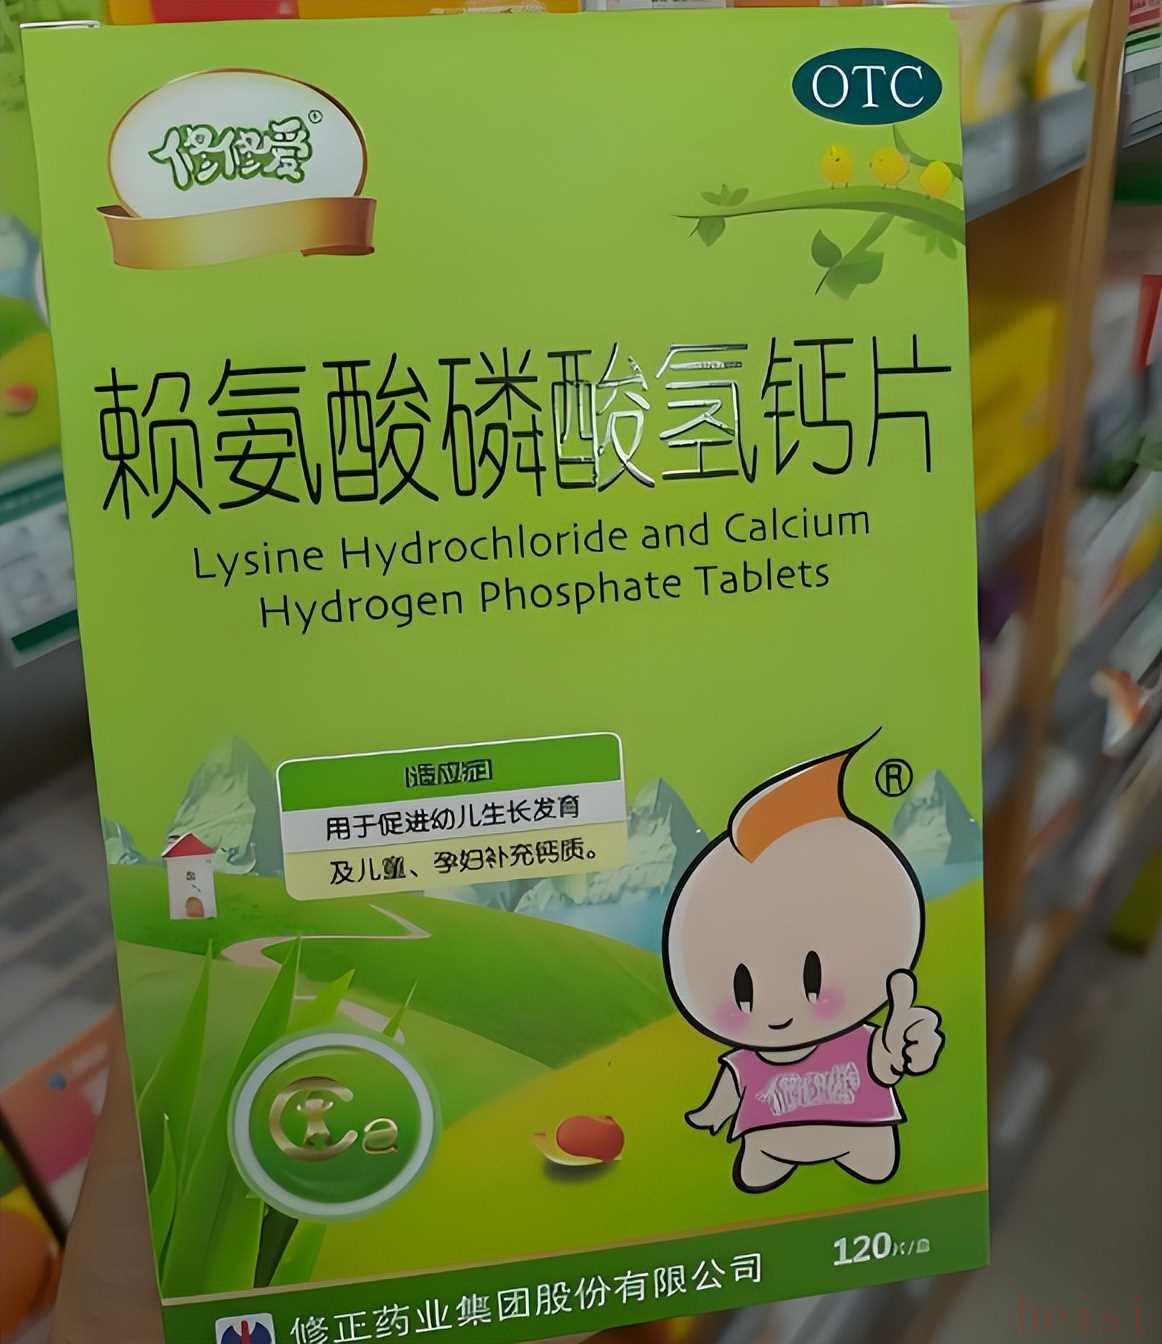 OTC
修修爱®
赖氨酸磷酸氢钙片
Lysine Hydrochloride and Calcium
Hydrogen Phosphate Tablets
[适应症]
用于促进幼儿生长发育
及儿童、孕妇补充钙质。
®
Ca
120片/盒
修正药业集团股份有限公司
heisi